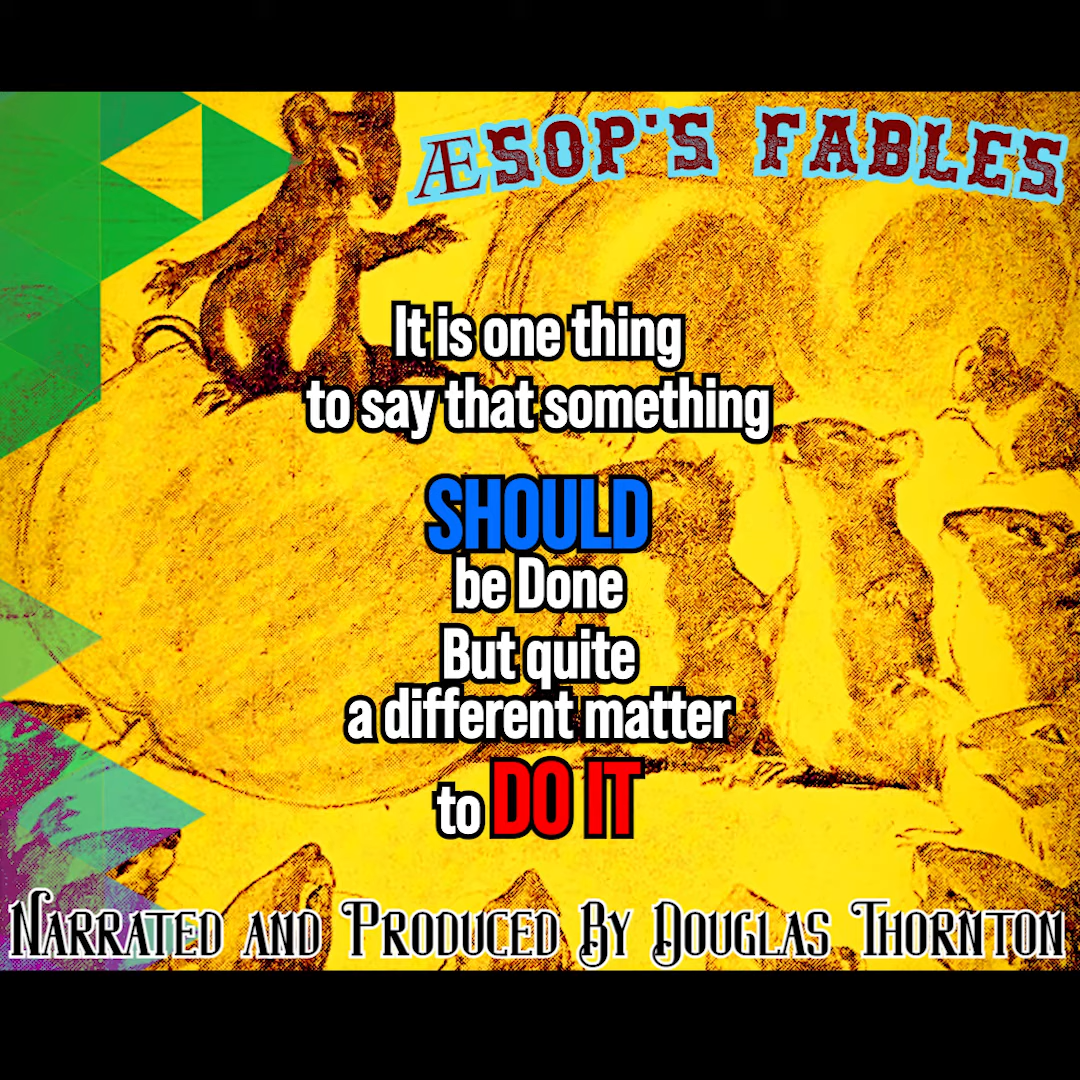 ÆSOP'S FABLES
It is one thing
to say that something
SHOULD
be Done
But quite
a different matter
to DO IT
NARRATED AND PRODUCED BY DOUGLAS THORNTON